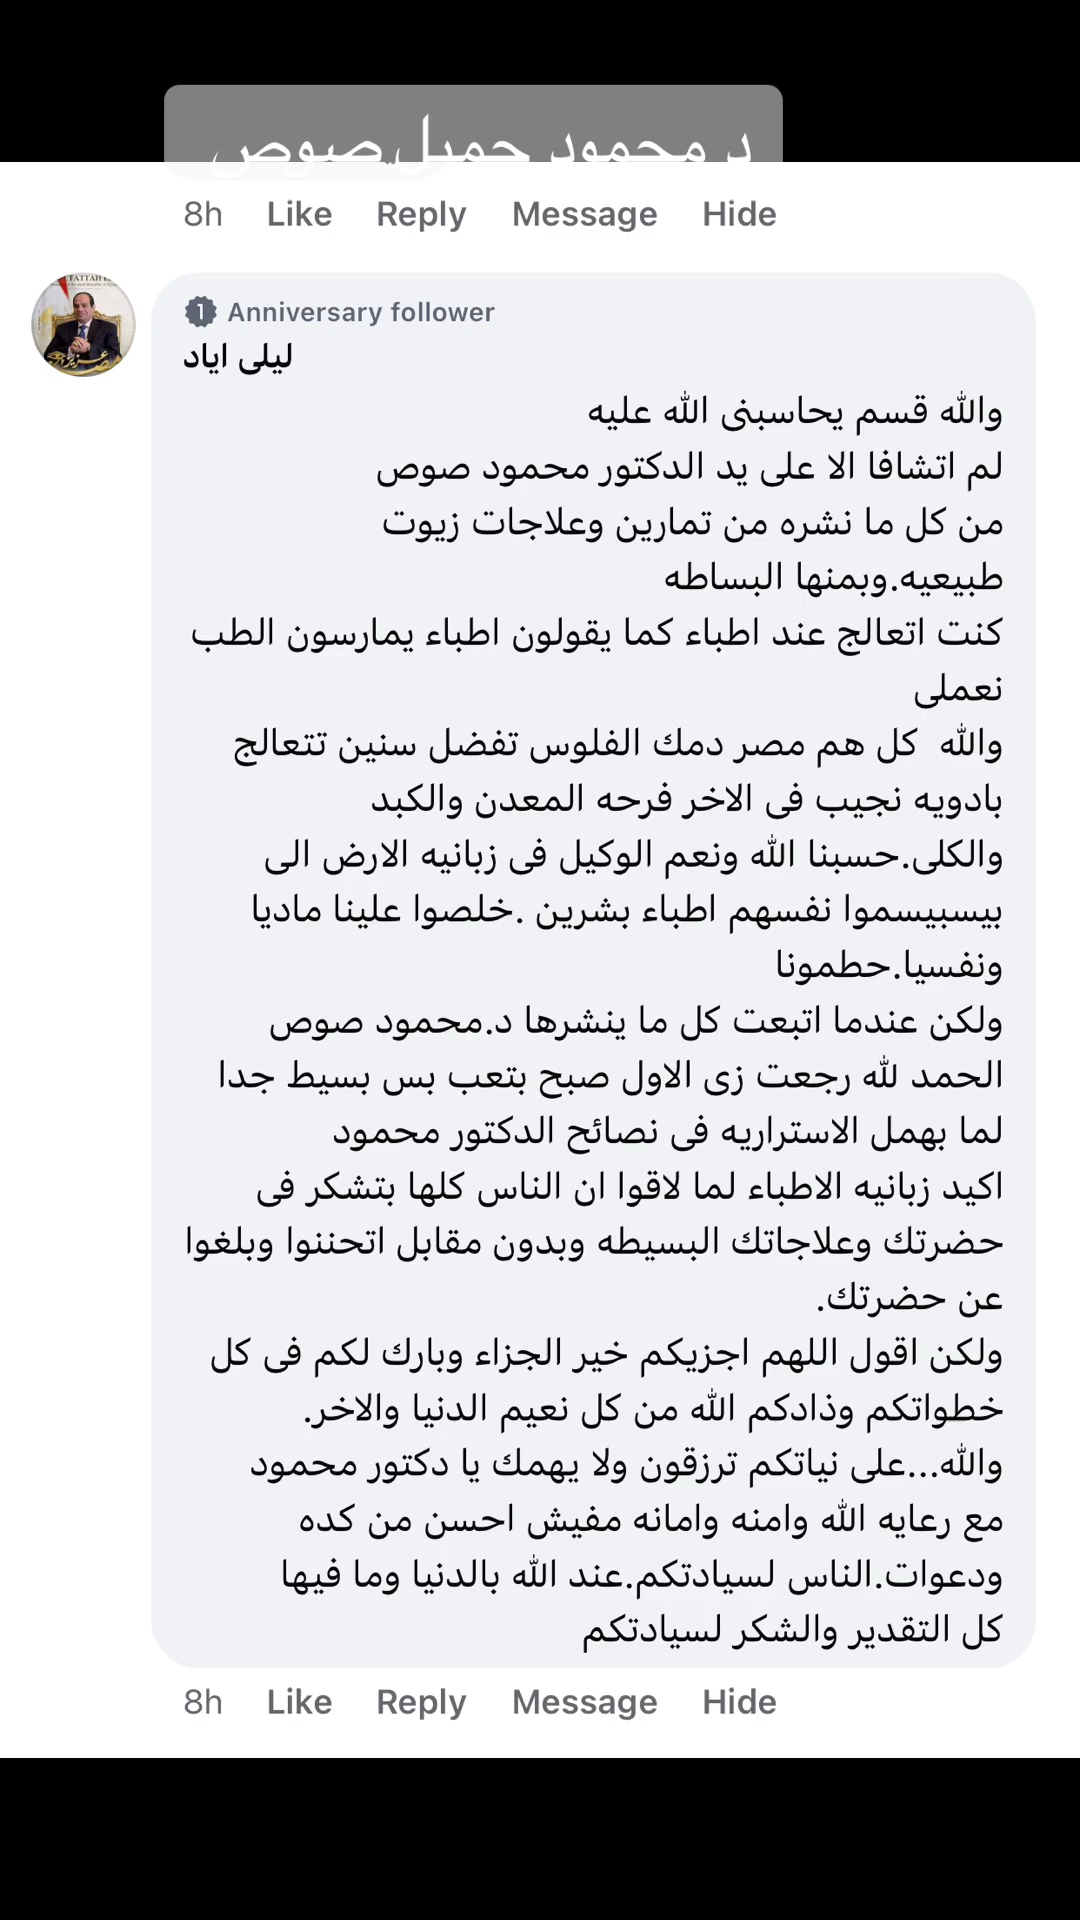 د محمود جميل صوص
8h Like Reply Message Hide
FATTAH
1 Anniversary follower
ليلى اياد
والله قسم يحاسبنى الله عليه
لم اتشافا الا على يد الدكتور محمود صوص
من كل ما نشره من تمارين وعلاجات زيوت
طبيعيه.وبمنها البساطه
كنت اتعالج عند اطباء كما يقولون اطباء يمارسون الطب
نعملى
والله كل هم مصر دمك الفلوس تفضل سنين تتعالج
بادويه نجيب فى الاخر فرحه المعدن والكبد
والكلى.حسبنا الله ونعم الوكيل فى زبانيه الارض الى
بيسبيسموا نفسهم اطباء بشرين .خلصوا علينا ماديا
ونفسيا.حطمونا
ولكن عندما اتبعت كل ما ينشرها د.محمود صوص
الحمد لله رجعت زى الاول صبح بتعب بس بسيط جدا
لما بهمل الاستراريه فى نصائح الدكتور محمود
اكيد زبانيه الاطباء لما لاقوا ان الناس كلها بتشكر فى
حضرتك وعلاجاتك البسيطه وبدون مقابل اتحننوا وبلغوا
عن حضرتك.
ولكن اقول اللهم اجزيكم خير الجزاء وبارك لكم فى كل
خطواتكم وذادكم الله من كل نعيم الدنيا والاخر.
والله...على نياتكم ترزقون ولا يهمك يا دكتور محمود
مع رعايه الله وامنه وامانه مفيش احسن من كده
ودعوات.الناس لسيادتكم.عند الله بالدنيا وما فيها
كل التقدير والشكر لسيادتكم
8h Like Reply Message Hide